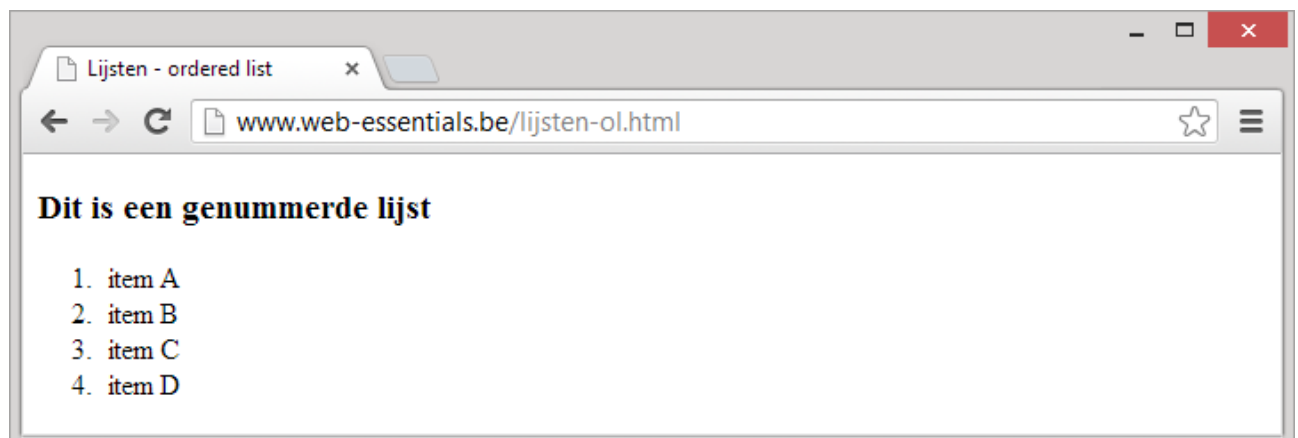 Lijsten - ordered list
www.web-essentials.be/lijsten-ol.html
Dit is een genummerde lijst
1. item A
2. item B
3. item C
4. item D